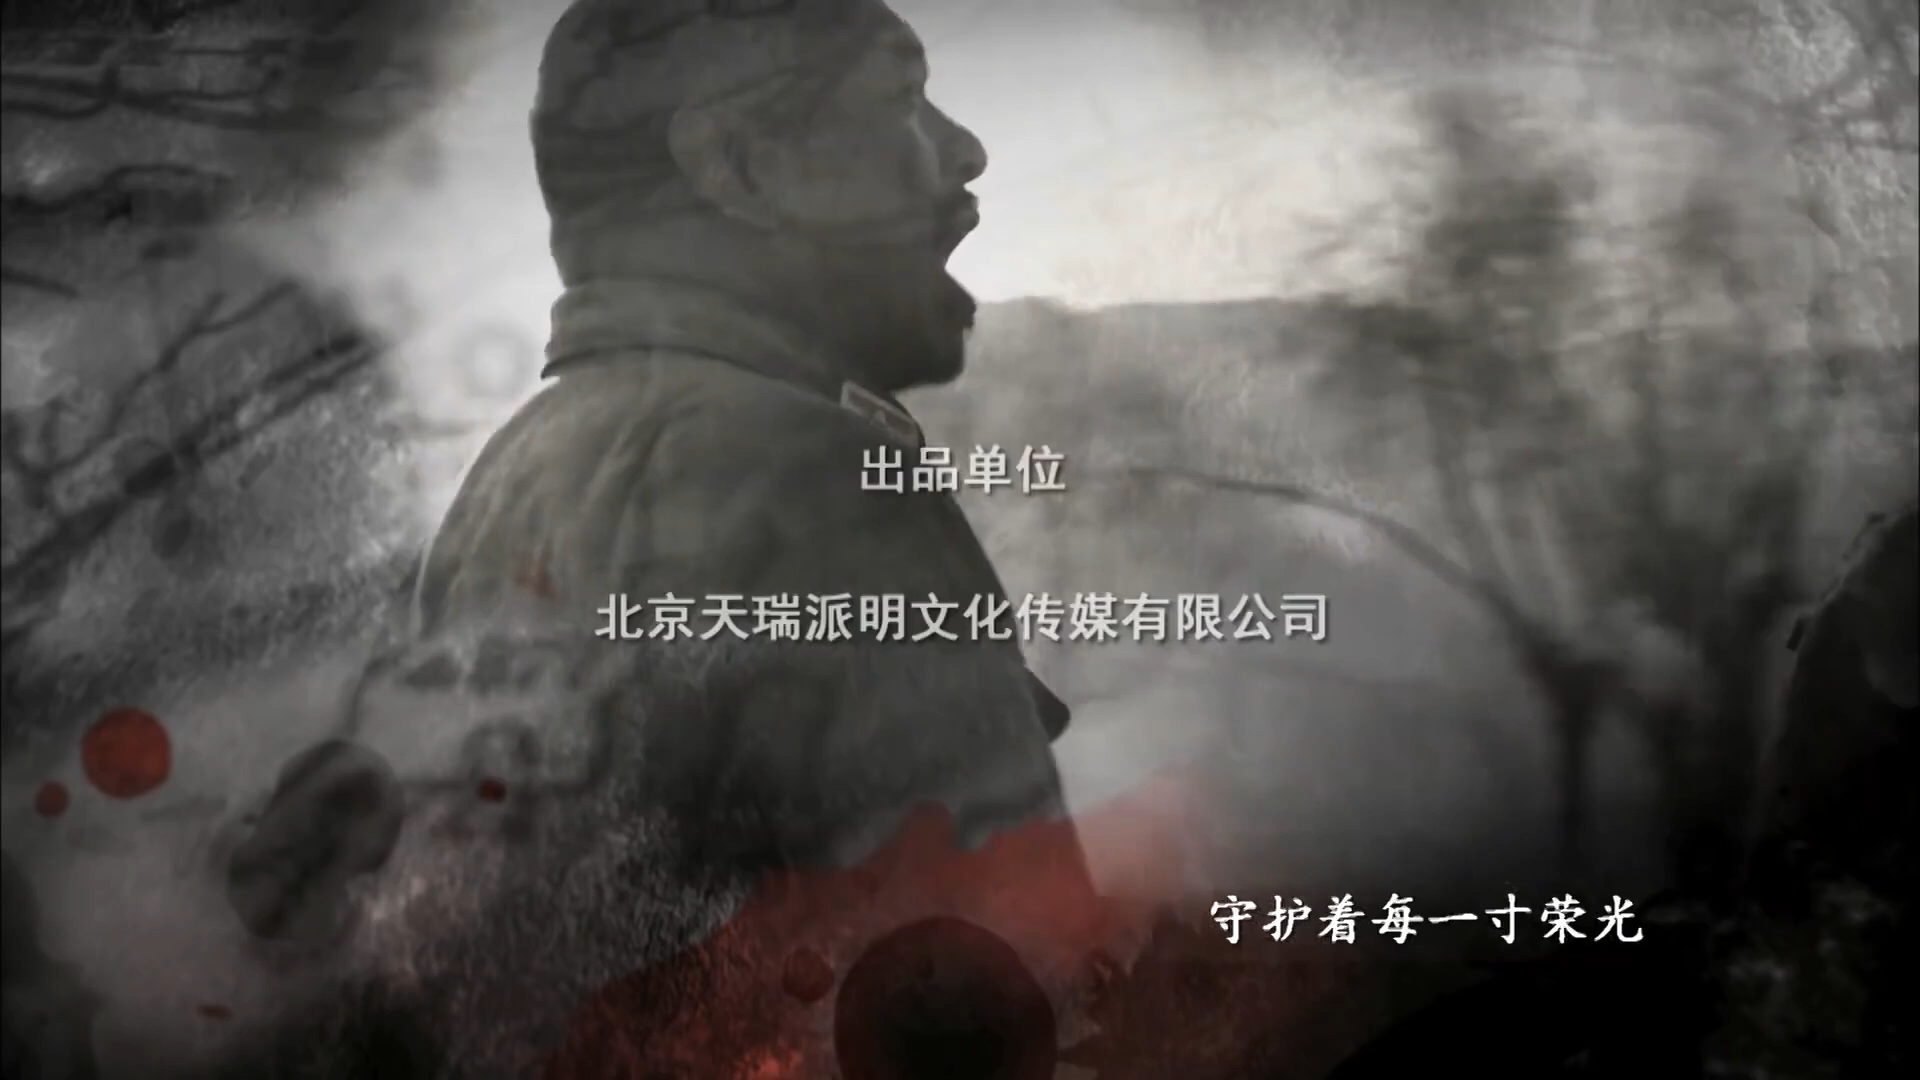 出品单位
北京天瑞派明文化传媒有限公司
守护着每一寸荣光